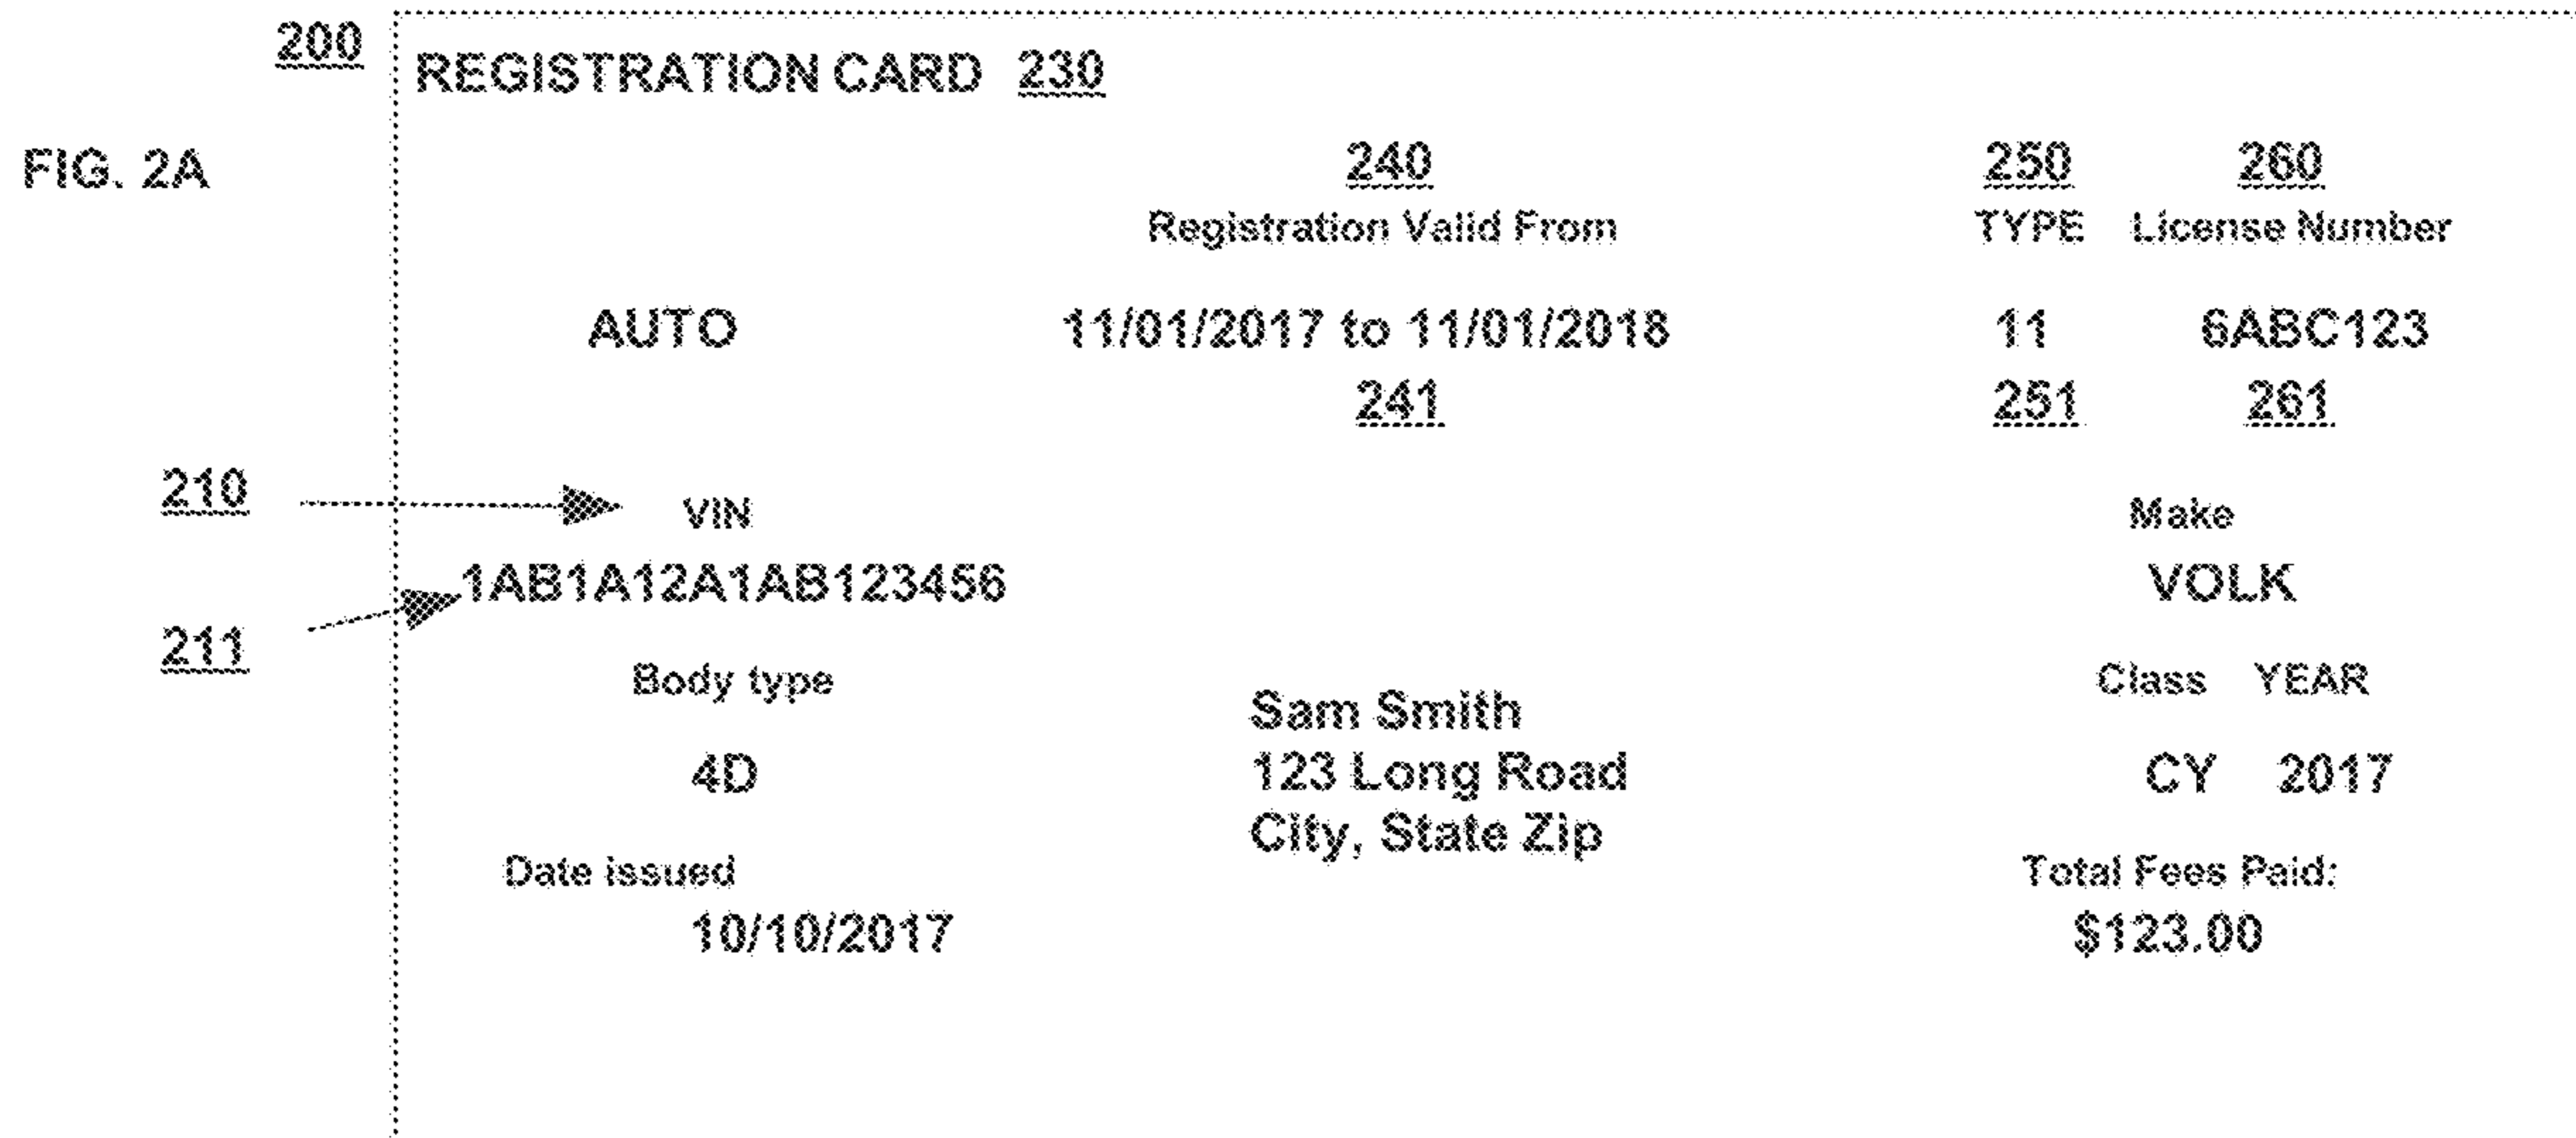 200
REGISTRATION CARD 230
FIG. 2A
240 250 260
Registration Valid From TYPE License Number
AUTO 11/01/2017 to 11/01/2018 11 6ABC123
241 251 261
210 VIN Make
1AB1A12A1AB123456 VOLK
211
Body type Class YEAR
Sam Smith
4D 123 Long Road CY 2017
City, State Zip
Date issued Total Fees Paid:
10/10/2017 $123.00